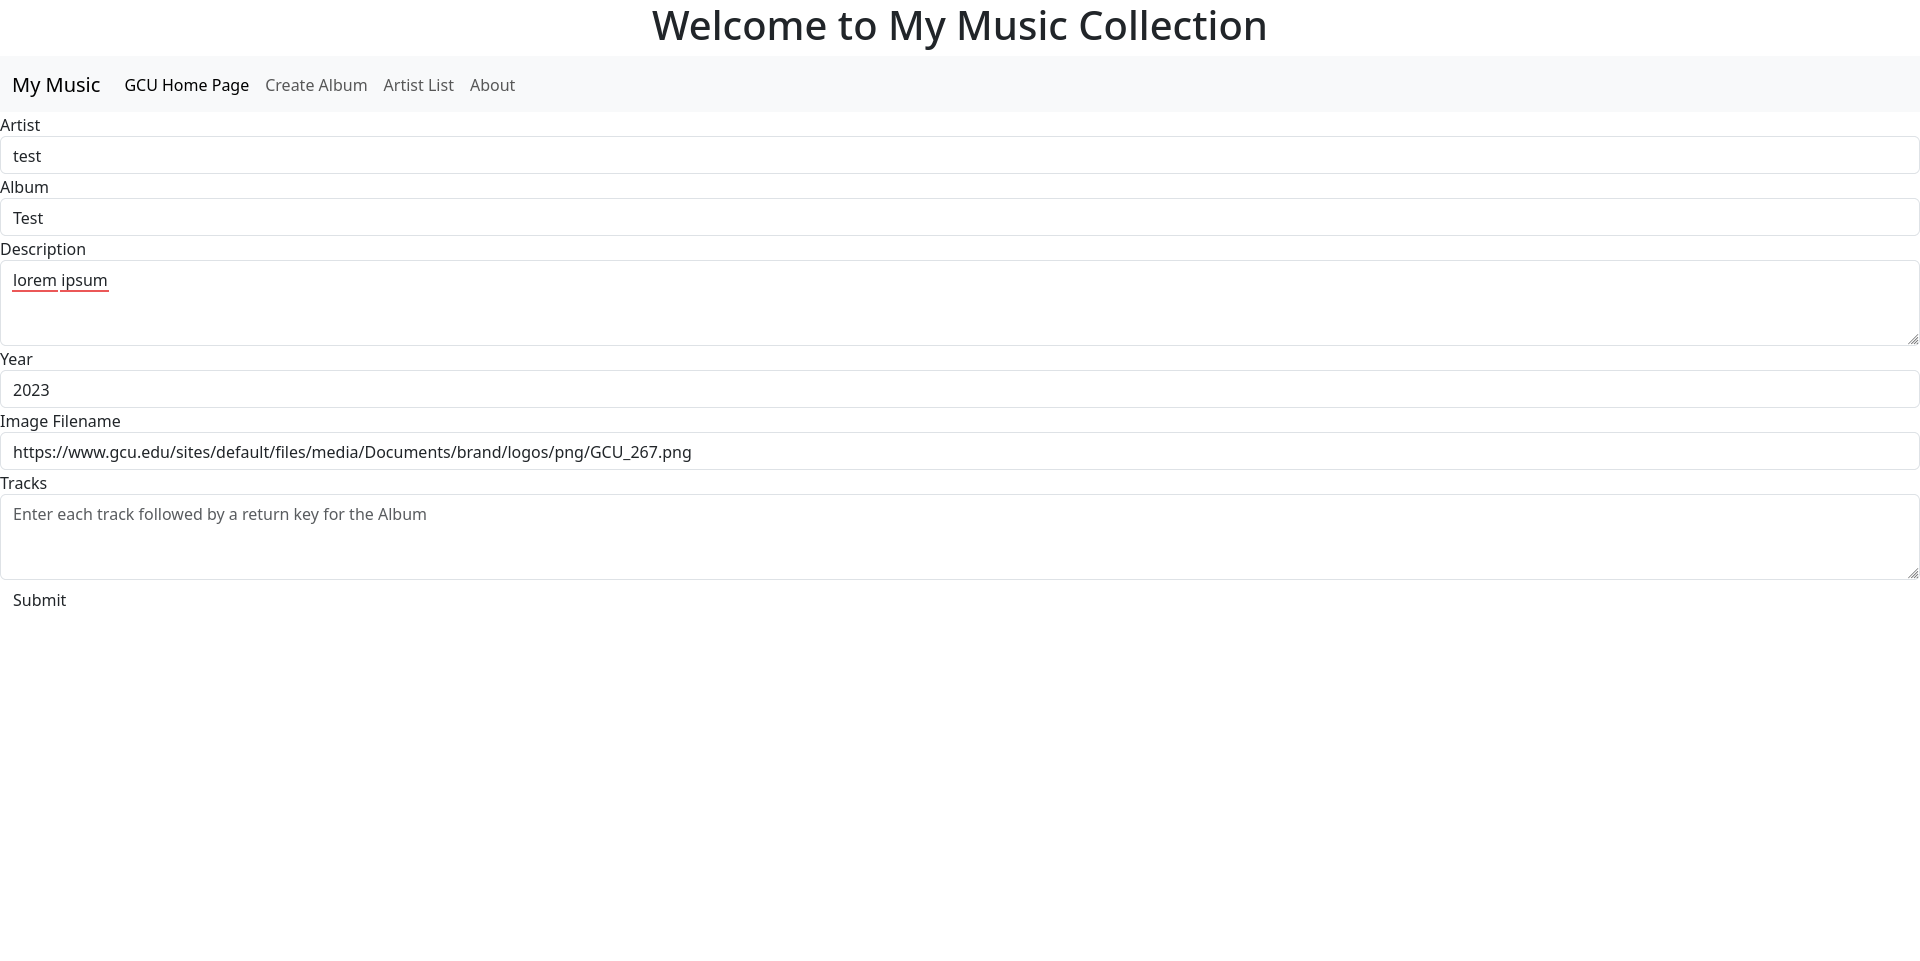 Welcome to My Music Collection
My Music GCU Home Page Create Album Artist List About
Artist
test
Album
Test
Description
lorem ipsum
Year
2023
Image Filename
https://www.gcu.edu/sites/default/files/media/Documents/brand/logos/png/GCU_267.png
Tracks
Enter each track followed by a return key for the Album
Submit